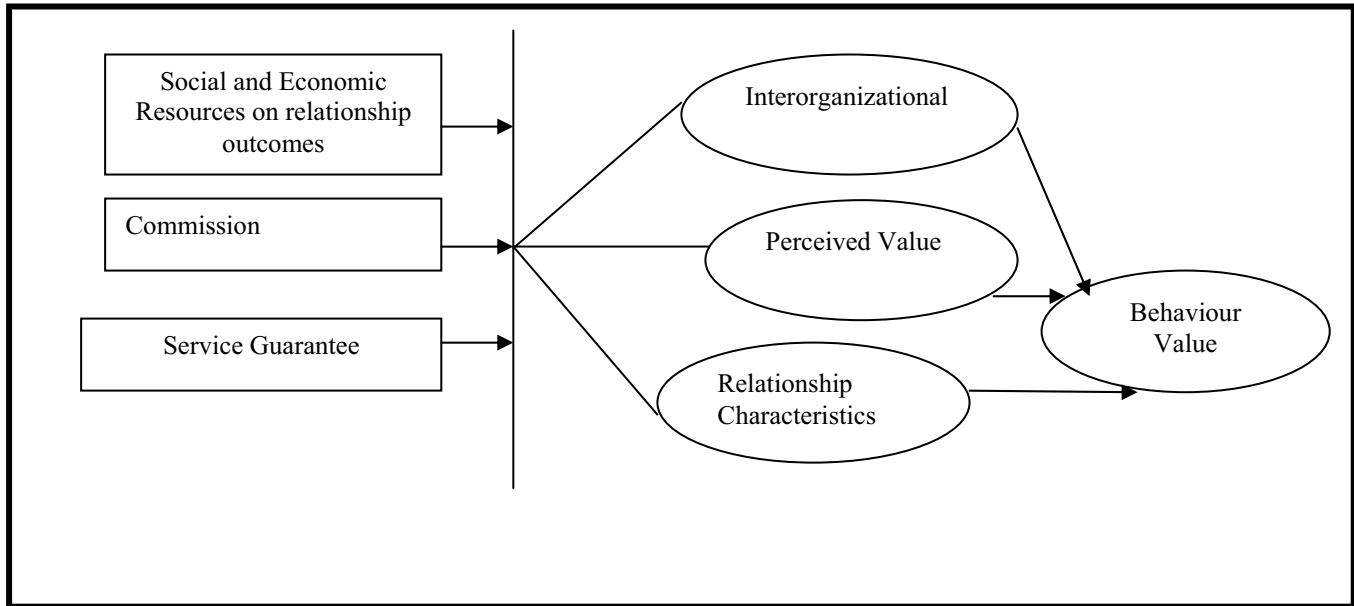 Social and Economic
Resources on relationship
outcomes
Commission
Service Guarantee
Interorganizational
Perceived Value
Relationship
Characteristics
Behaviour
Value